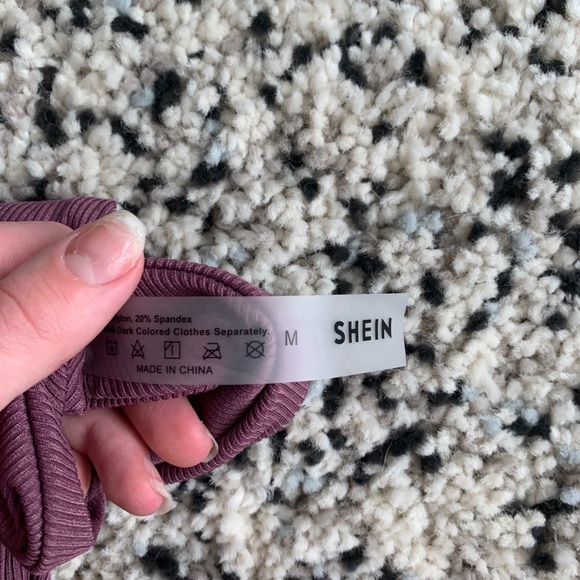 20% Spandex
Dark Colored Clothes Separately.
MADE IN CHINA
M
SHEIN